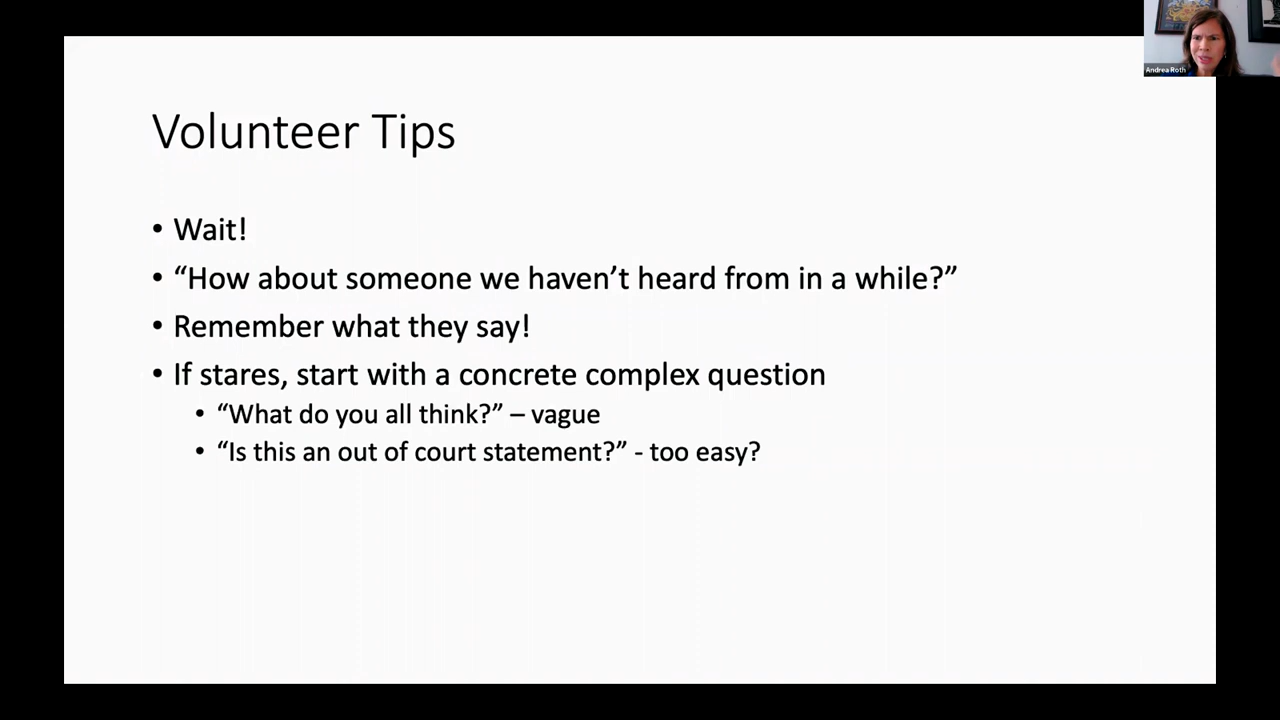 Andrea Roth
Volunteer Tips
• Wait!
• “How about someone we haven’t heard from in a while?”
• Remember what they say!
• If stares, start with a concrete complex question
• “What do you all think?” – vague
• “Is this an out of court statement?” - too easy?